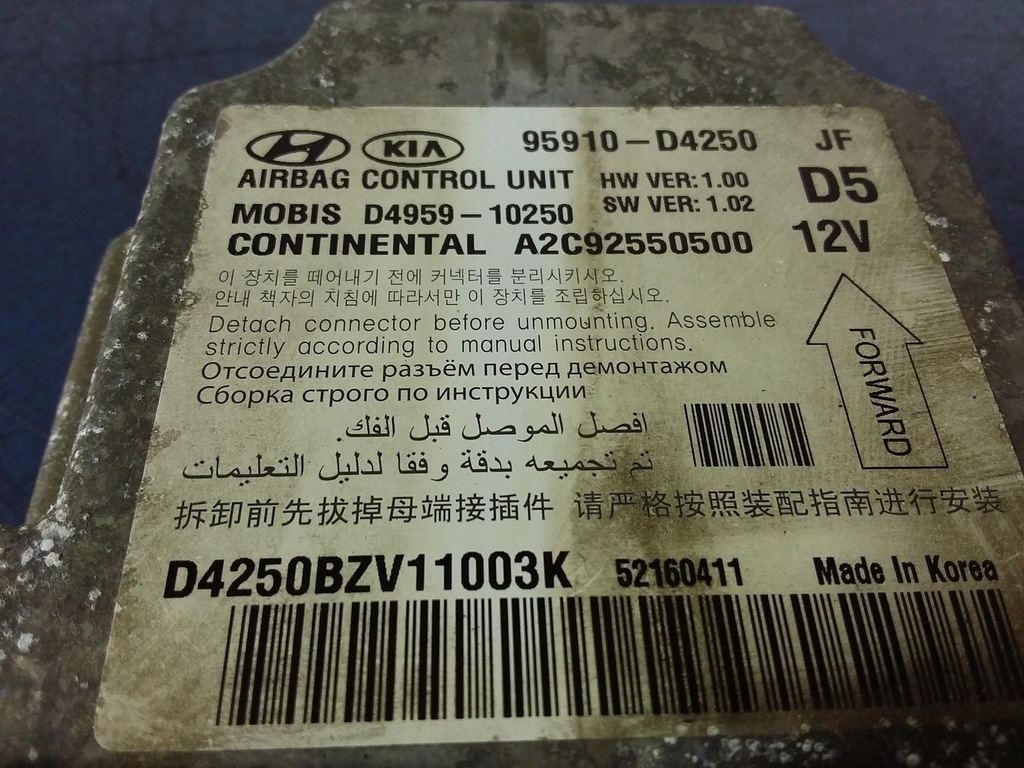 KIA 95910-D4250 JF
AIRBAG CONTROL UNIT HW VER: 1.00 D5
MOBIS D4959-10250 SW VER: 1.02
CONTINENTAL A2C92550500 12V
이 장치를 떼어내기 전에 커넥터를 분리시키시오.
안내 책자의 지침에 따라서만 이 장치를 조립하십시오.
Detach connector before unmounting. Assemble
strictly according to manual instructions.
FORWARD
Отсоедините разъём перед демонтажом
Сборка строго по инструкции
افصل الموصل قبل الفك.
تم تجميعه بدقة وفقا لدليل التعليمات
拆卸前先拔掉母端接插件 请严格按照装配指南进行安装
D4250BZV11003K 52160411 Made In Korea